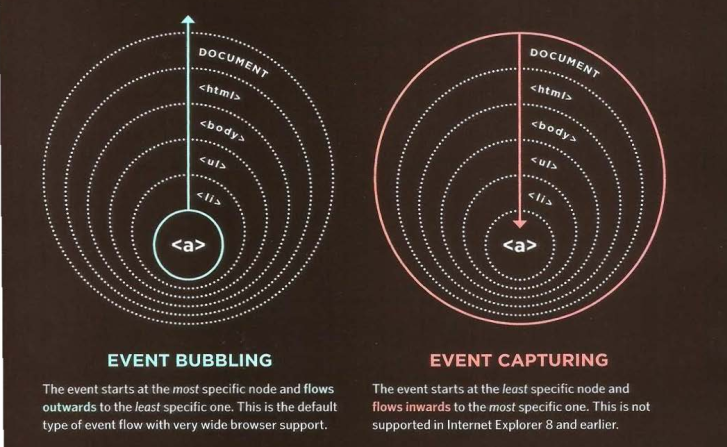 DOCUMENT
<html>
<body>
<ul>
<li>
<a>
EVENT BUBBLING
The event starts at the most specific node and flows
outwards to the least specific one. This is the default
type of event flow with very wide browser support.
DOCUMENT
<html>
<body>
<ul>
<li>
<a>
EVENT CAPTURING
The event starts at the least specific node and
flows inwards to the most specific one. This is not
supported in Internet Explorer 8 and earlier.